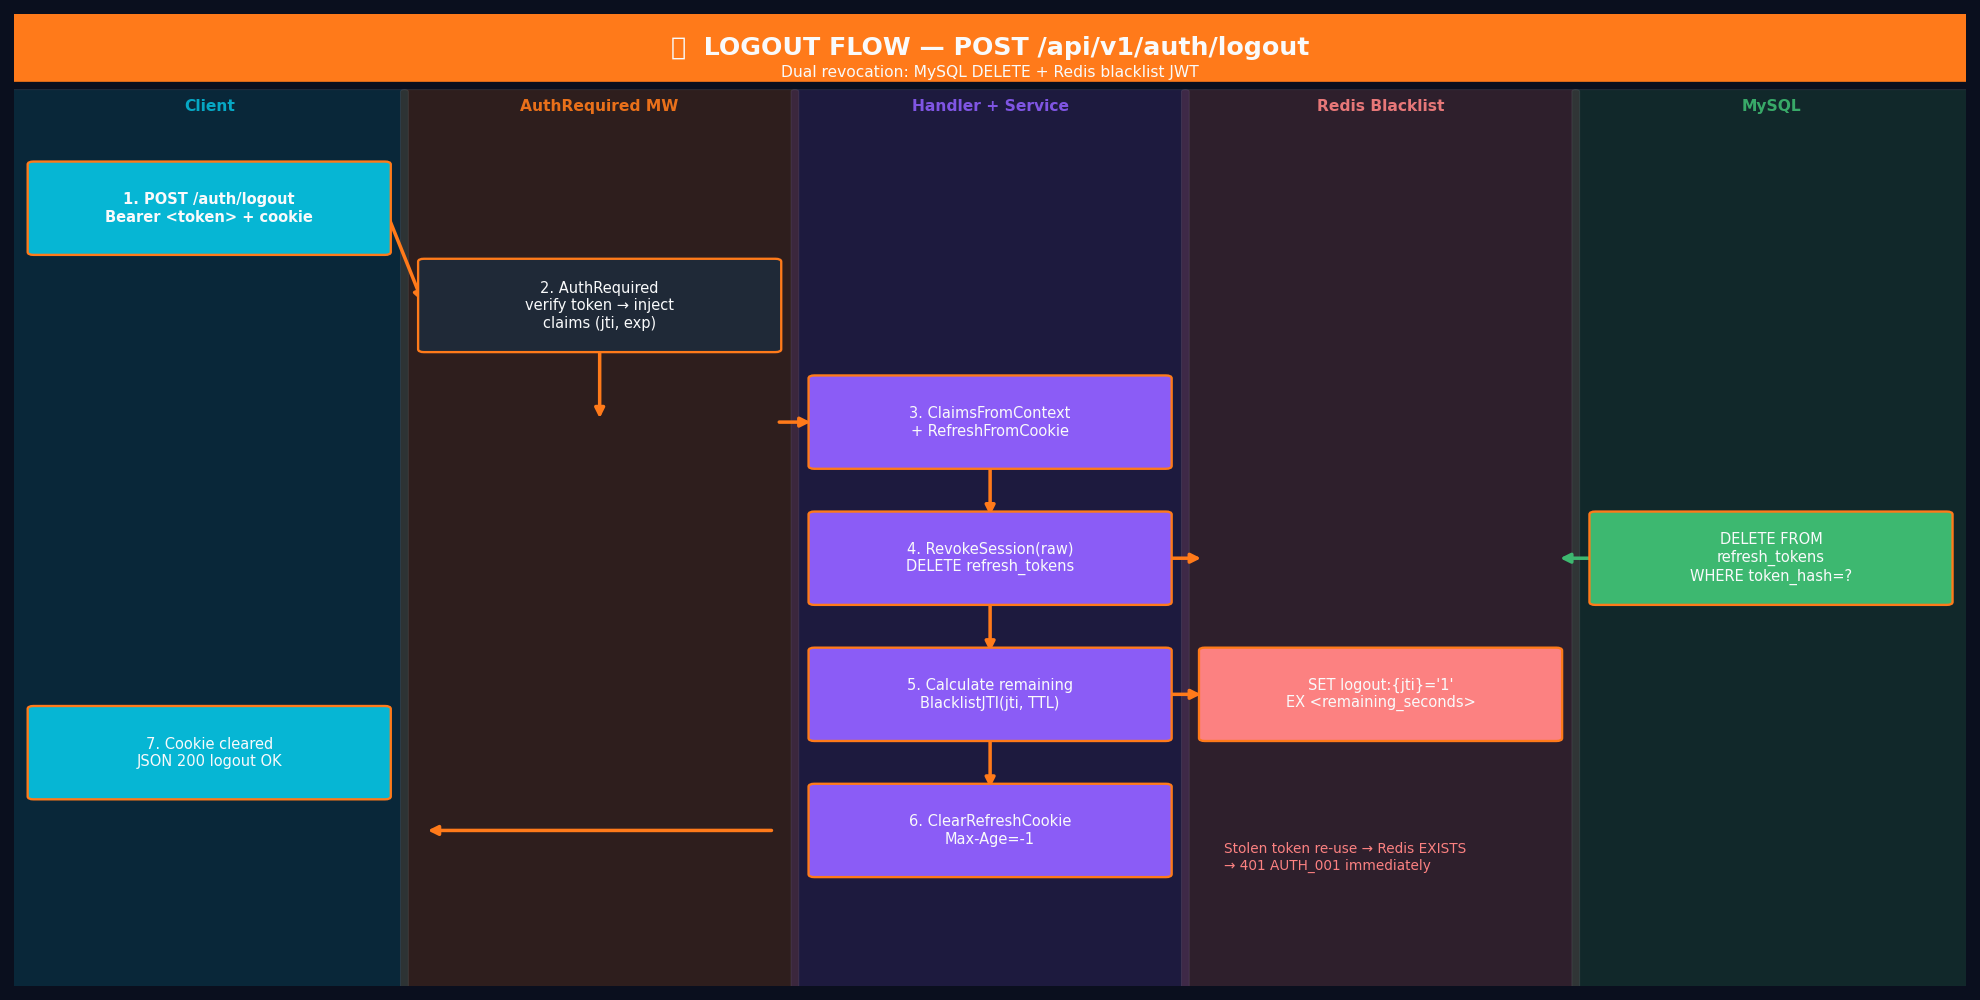 LOGOUT FLOW — POST /api/v1/auth/logout
Dual revocation: MySQL DELETE + Redis blacklist JWT
Client
AuthRequired MW
Handler + Service
Redis Blacklist
MySQL
1. POST /auth/logout
Bearer <token> + cookie
2. AuthRequired
verify token → inject
claims (jti, exp)
3. ClaimsFromContext
+ RefreshFromCookie
4. RevokeSession(raw)
DELETE refresh_tokens
DELETE FROM
refresh_tokens
WHERE token_hash=?
5. Calculate remaining
BlacklistJTI(jti, TTL)
SET logout:{jti}='1'
EX <remaining_seconds>
7. Cookie cleared
JSON 200 logout OK
6. ClearRefreshCookie
Max-Age=-1
Stolen token re-use → Redis EXISTS
→ 401 AUTH_001 immediately